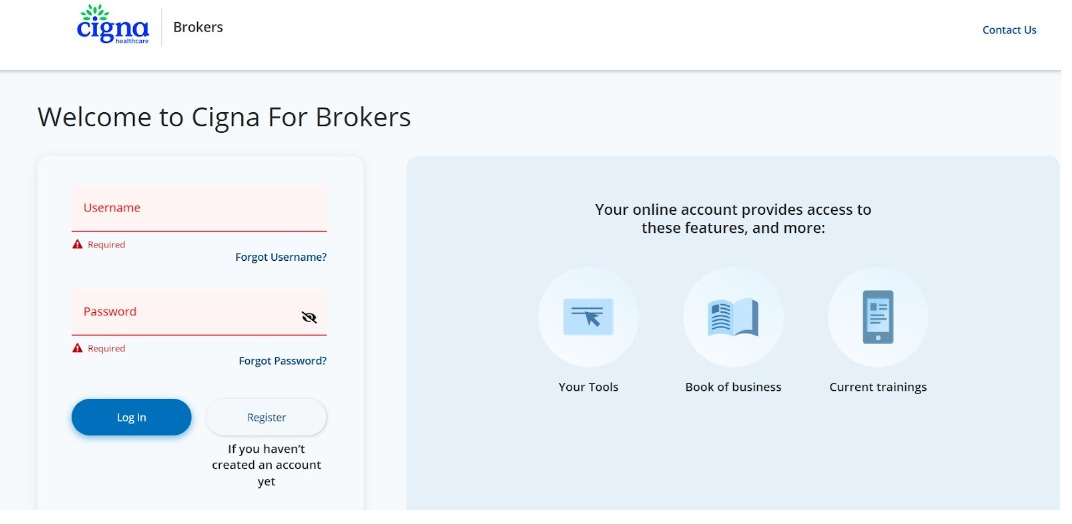 cigna
healthcare
Brokers
Contact Us
Welcome to Cigna For Brokers
Username
Required
Forgot Username?
Password
Required
Forgot Password?
Log In
Register
If you haven't
created an account
yet
Your online account provides access to
these features, and more:
Your Tools
Book of business
Current trainings